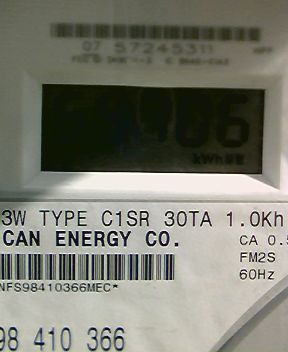 07 57245311
06
kWh
3W TYPE C1SR 30TA 1.0Kh
CAN ENERGY CO.
CA 0.5
FM2S
60Hz
NFS98410366MEC*
98 410 366